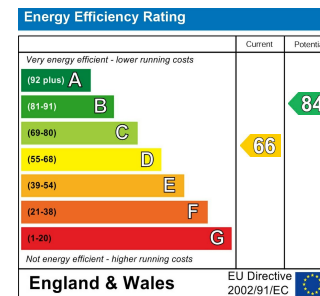 Energy Efficiency Rating
Current Potenti
Very energy efficient - lower running costs
(92 plus) A
(81-91) B
84
(69-80) C
66
(55-68) D
(39-54) E
(21-38) F
(1-20) G
Not energy efficient - higher running costs
England & Wales
EU Directive
2002/91/EC